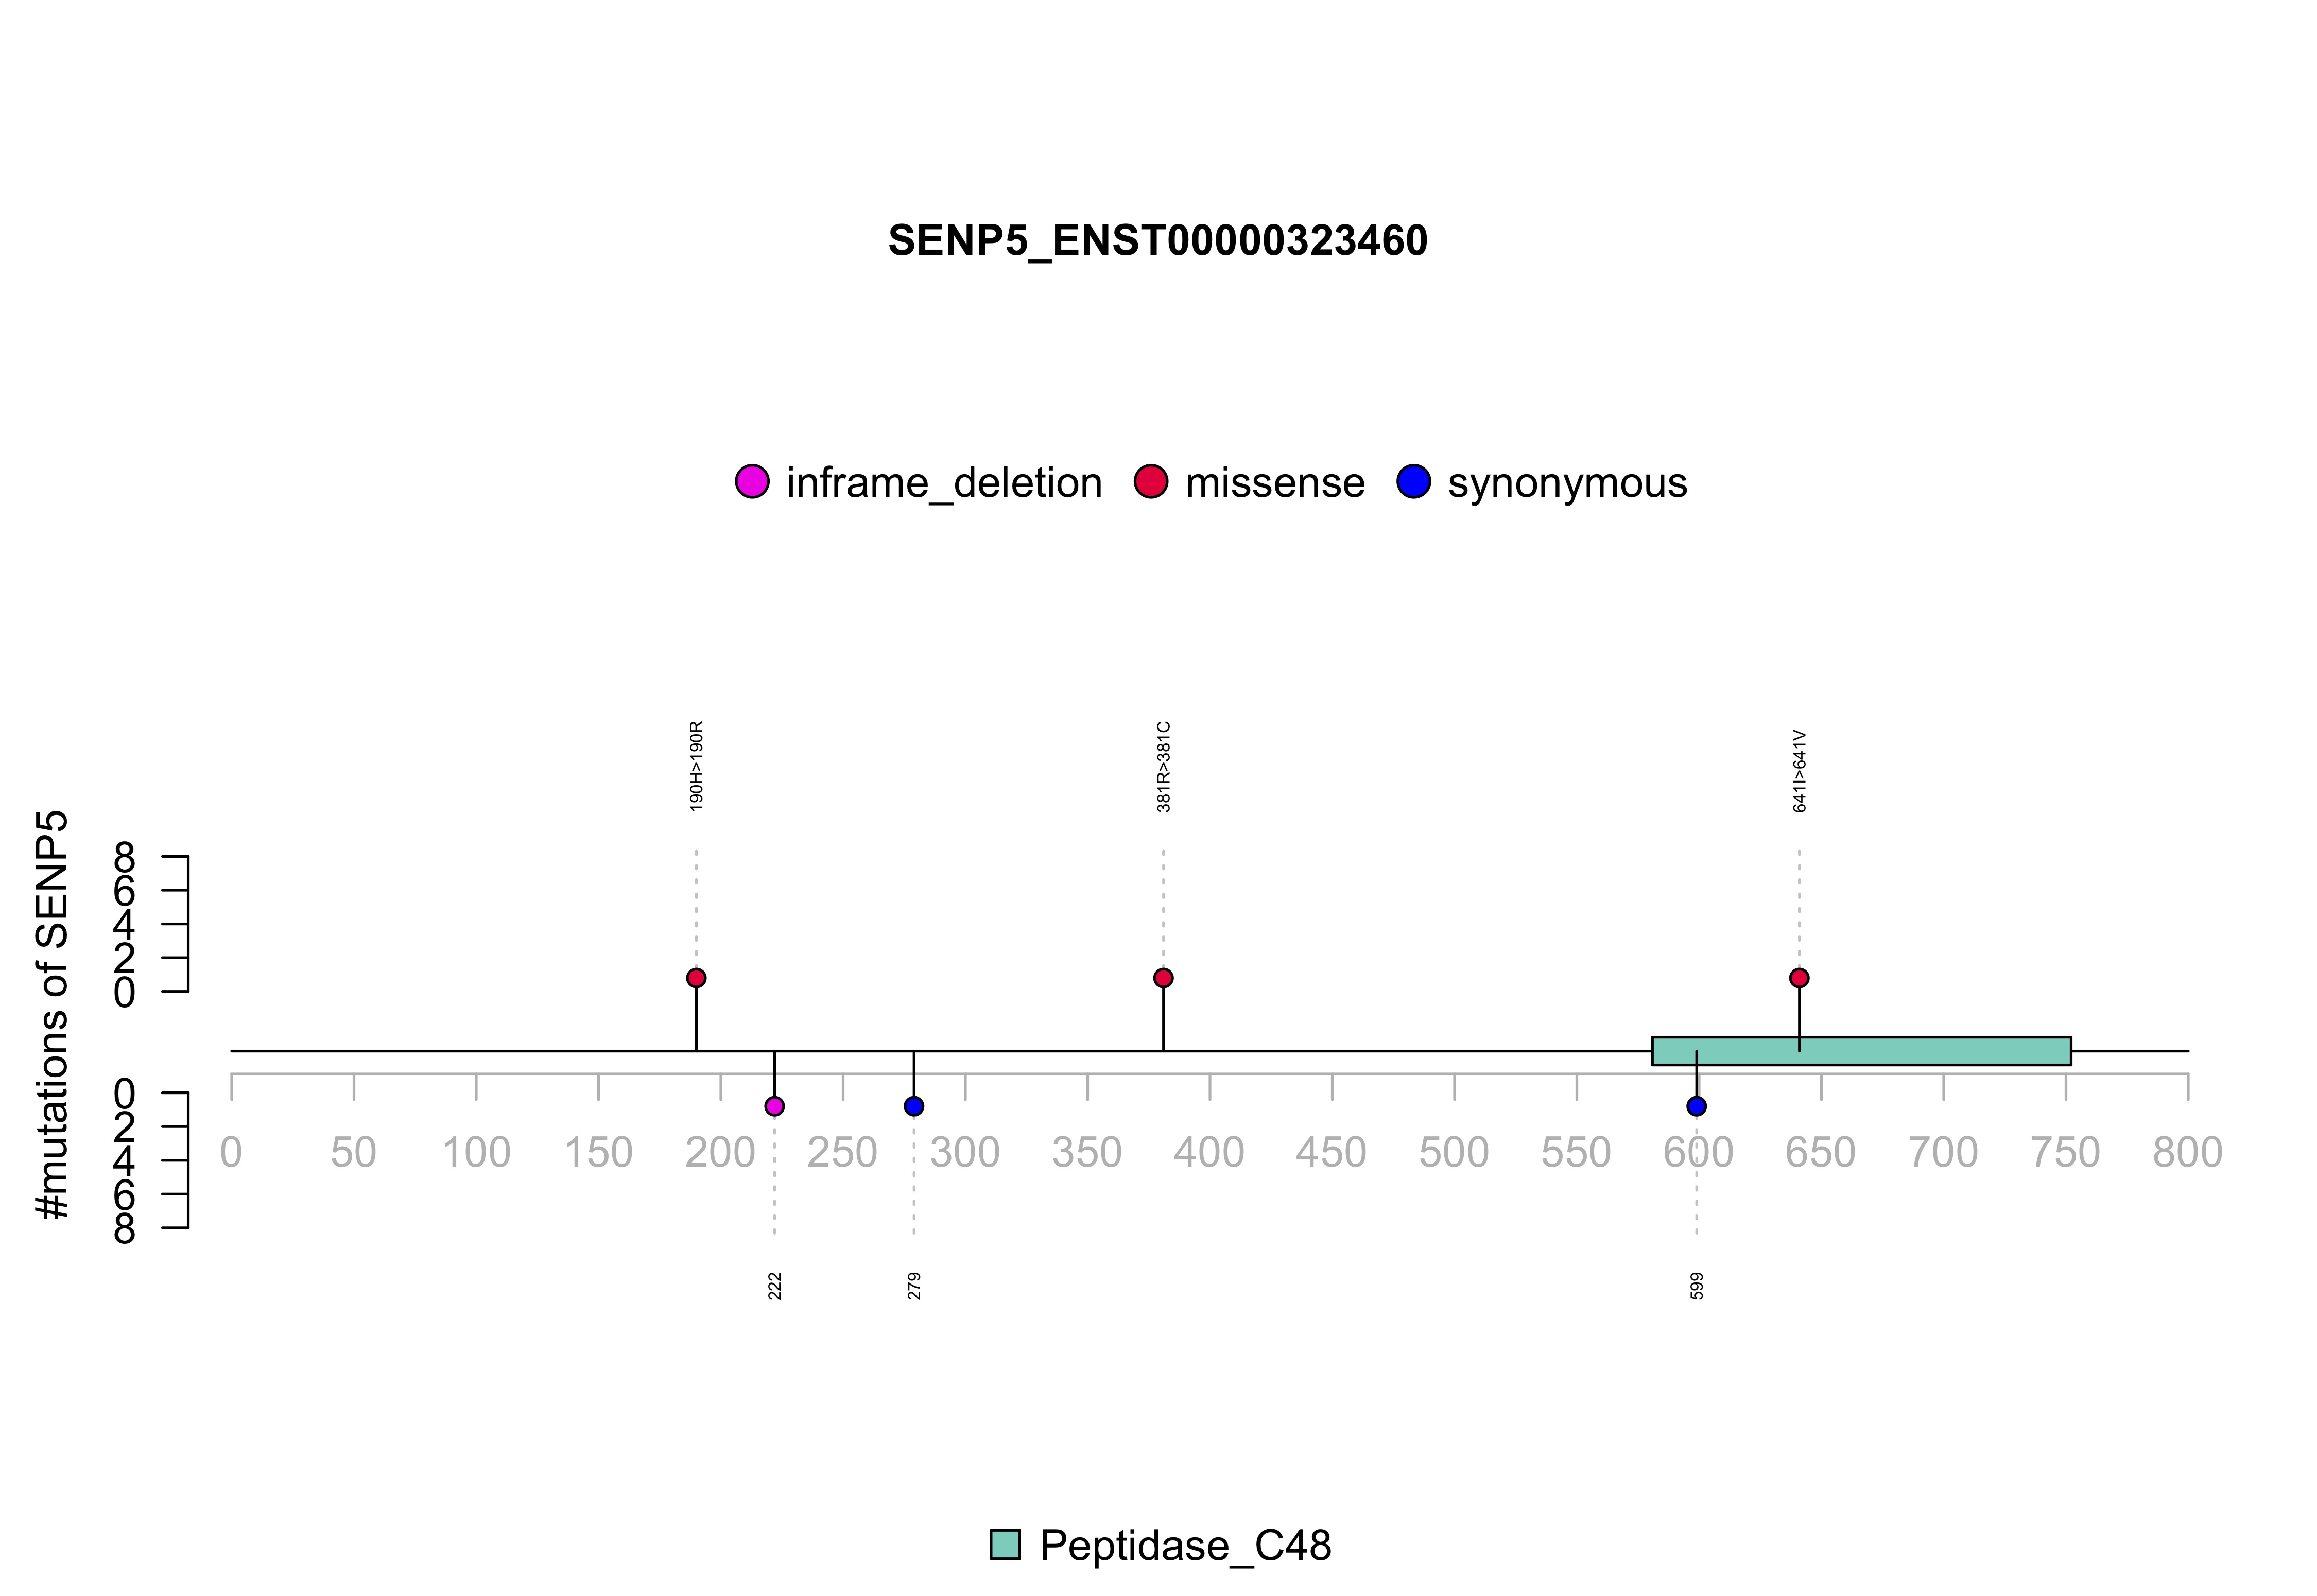 SENP5_ENST00000323460
inframe_deletion missense synonymous
190H>190R 381R>381C 641I>641V
#mutations of SENP5
8
6
4
2
0
0
2
4
6
8
0 50 100 150 200 250 300 350 400 450 500 550 600 650 700 750 800
222 279 599
Peptidase_C48